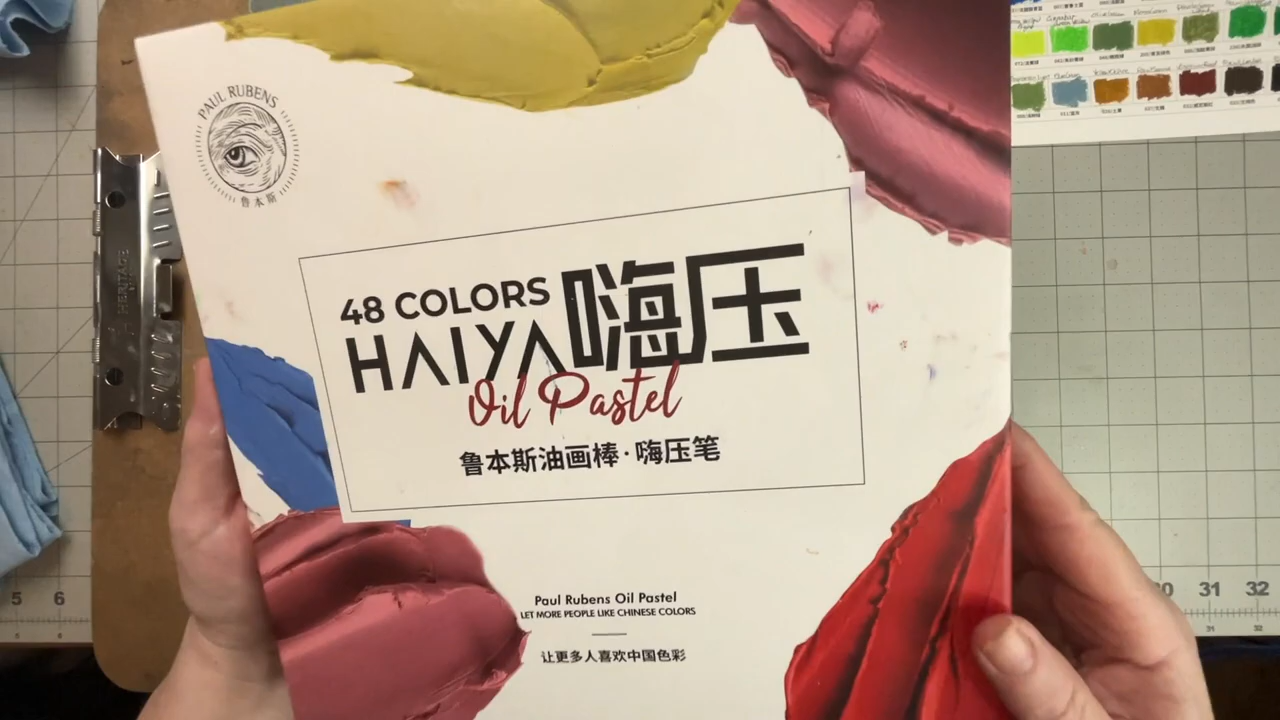 PAUL RUBENS
鲁本斯
48 COLORS
HAIYA嗨压
Oil Pastel
鲁本斯油画棒·嗨压笔
Paul Rubens Oil Pastel
LET MORE PEOPLE LIKE CHINESE COLORS
让更多人喜欢中国色彩
HERITAGE
5 6
30 31 32
31 32